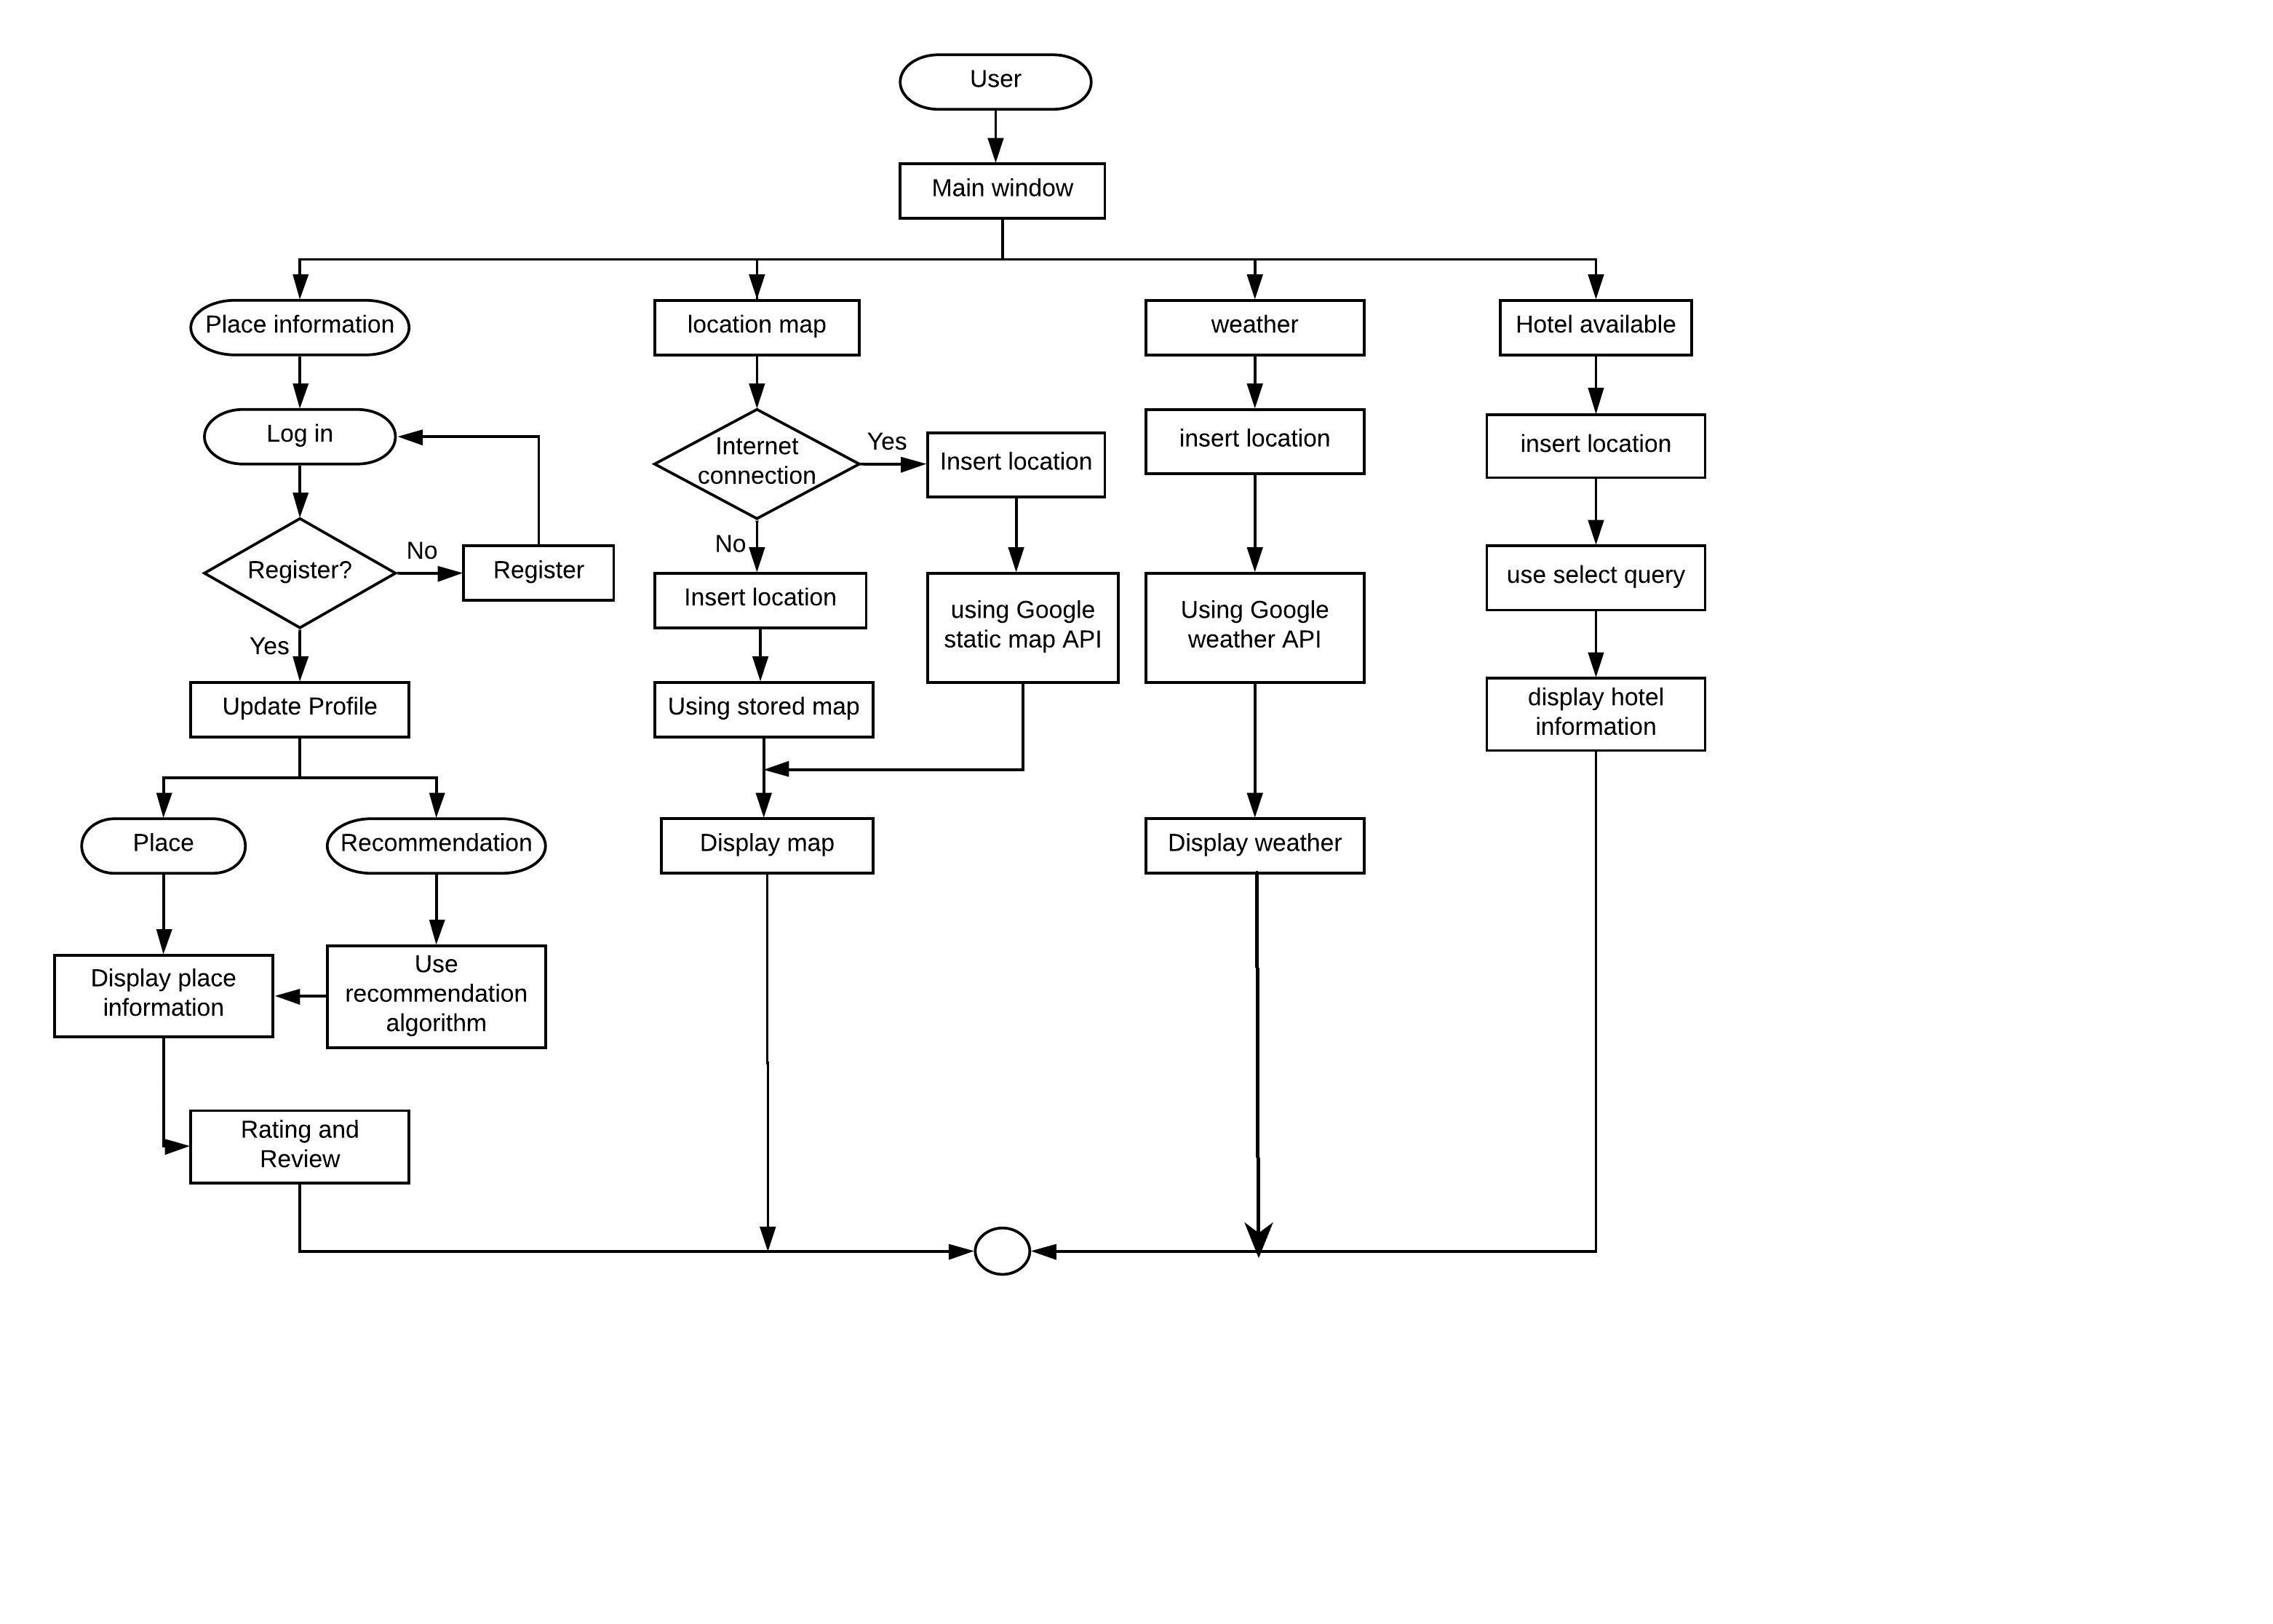 User
Main window
Place information
location map
weather
Hotel available
Log in
Internet
connection
Yes
Insert location
insert location
insert location
Register?
No
Register
No
Insert location
using Google
static map API
Using Google
weather API
use select query
Yes
Update Profile
Using stored map
display hotel
information
Place
Recommendation
Display map
Display weather
Display place
information
Use
recommendation
algorithm
Rating and
Review